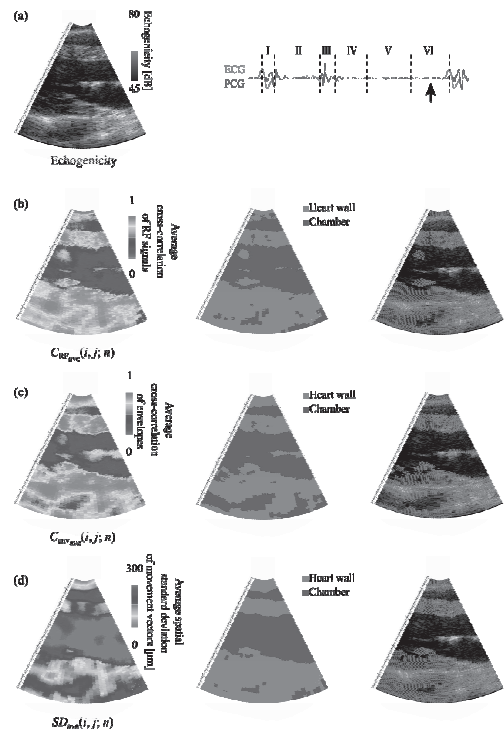 (a)
80
Echogenicity [dB]
45
Echogenicity
I II III IV V VI
ECG
PCG
(b)
1
Average
cross-correlation
of RF signals
0
C_RFave(i, j; n)
Heart wall
Chamber
(c)
1
Average
cross-correlation
of envelopes
0
(i, j; n)
Heart wall
Chamber
(d)
300
Average spatial
standard deviation
of movement vectors [μm]
0
(i, j; n)
Heart wall
Chamber